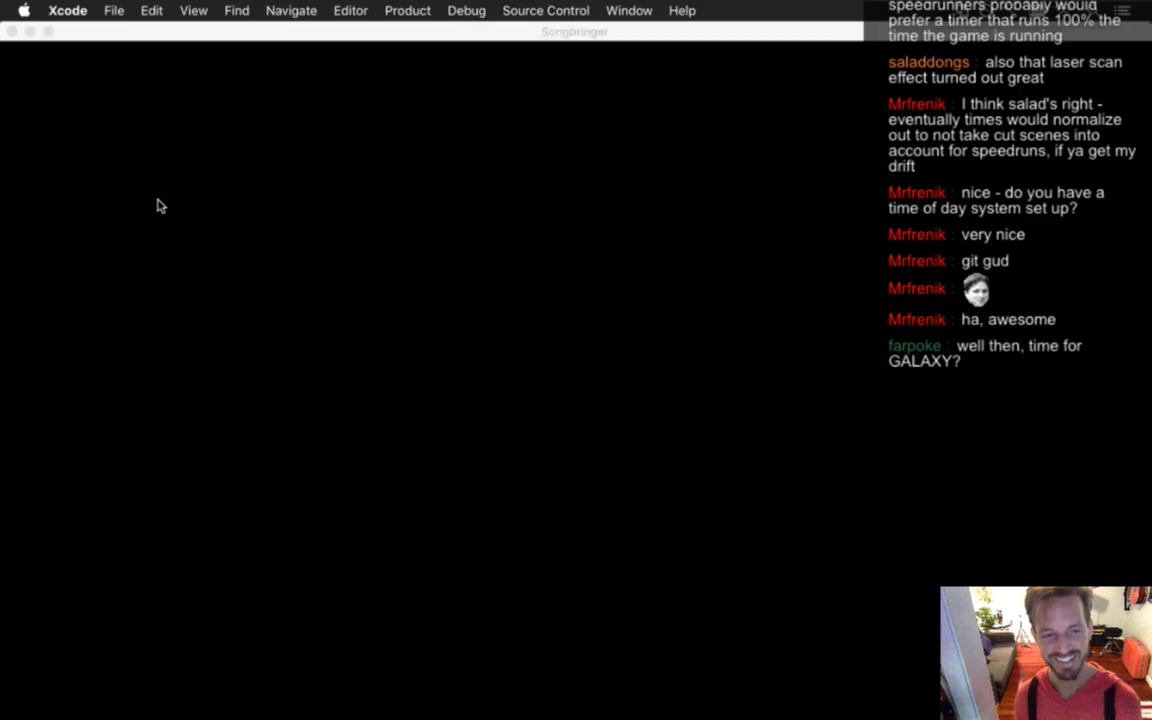 Xcode File Edit View Find Navigate Editor Product Debug Source Control Window Help
Songbringer
speedrunners probably would
prefer a timer that runs 100% the
time the game is running
saladdongs : also that laser scan
effect turned out great
Mrfrenik : I think salad's right -
eventually times would normalize
out to not take cut scenes into
account for speedruns, if ya get my
drift
Mrfrenik : nice - do you have a
time of day system set up?
Mrfrenik : very nice
Mrfrenik : git gud
Mrfrenik :
Mrfrenik : ha, awesome
farpoke : well then, time for
GALAXY?